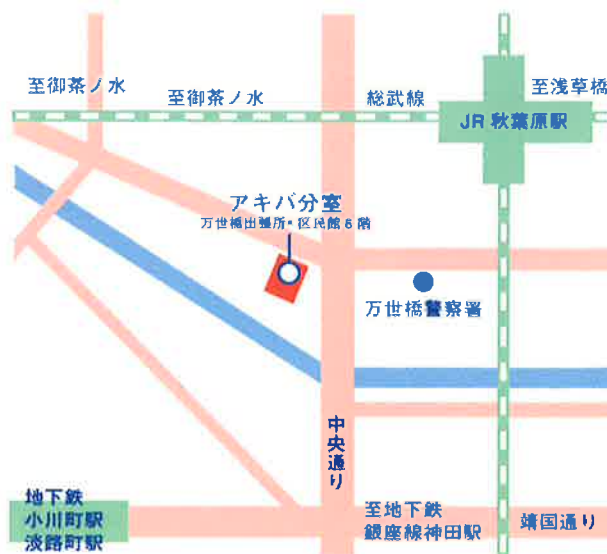 至御茶ノ水
至御茶ノ水
総武線
至浅草橋
JR 秋葉原駅
アキバ分室
万世橋出張所・区民館6階
万世橋警察署
中央通り
地下鉄
小川町駅
淡路町駅
至地下鉄
銀座線神田駅
靖国通り